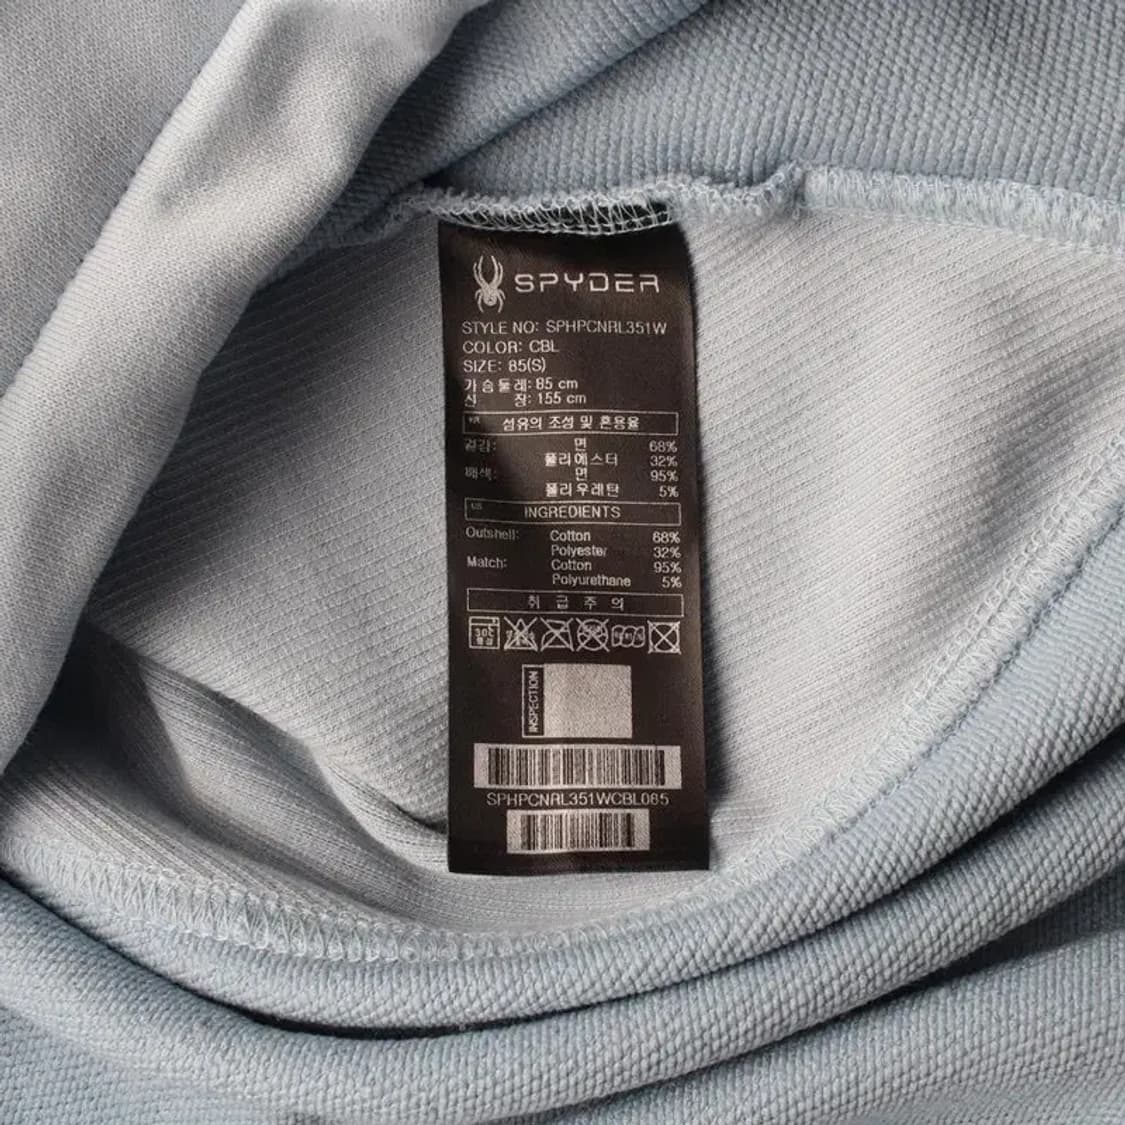 SPYDER
STYLE NO: SPHPCNRL351W
COLOR: CBL
SIZE: 85(S)
가슴둘레: 85 cm
신 장: 155 cm
KR 섬유의 조성 및 혼용율
겉감: 면 68%
폴리에스터 32%
배색: 면 95%
폴리우레탄 5%
US INGREDIENTS
Outshell: Cotton 68%
Polyester 32%
Match: Cotton 95%
Polyurethane 5%
취 급 주 의
30℃
INSPECTION
SPHPCNRL351WCBL085